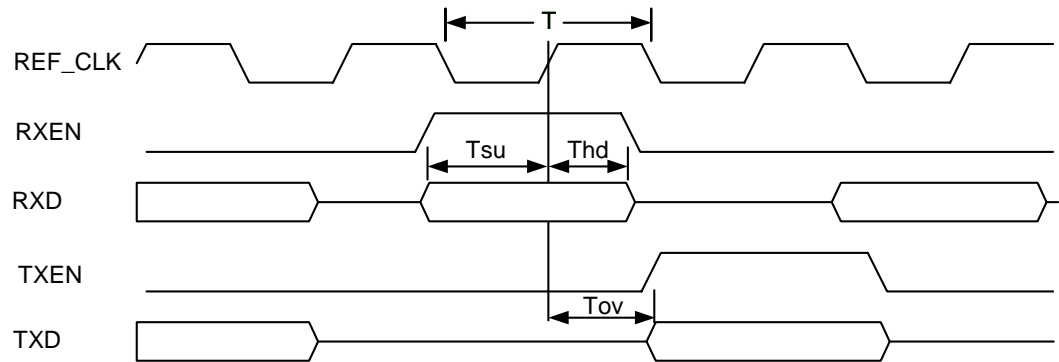 T
REF_CLK
RXEN
Tsu
Thd
RXD
TXEN
Tov
TXD